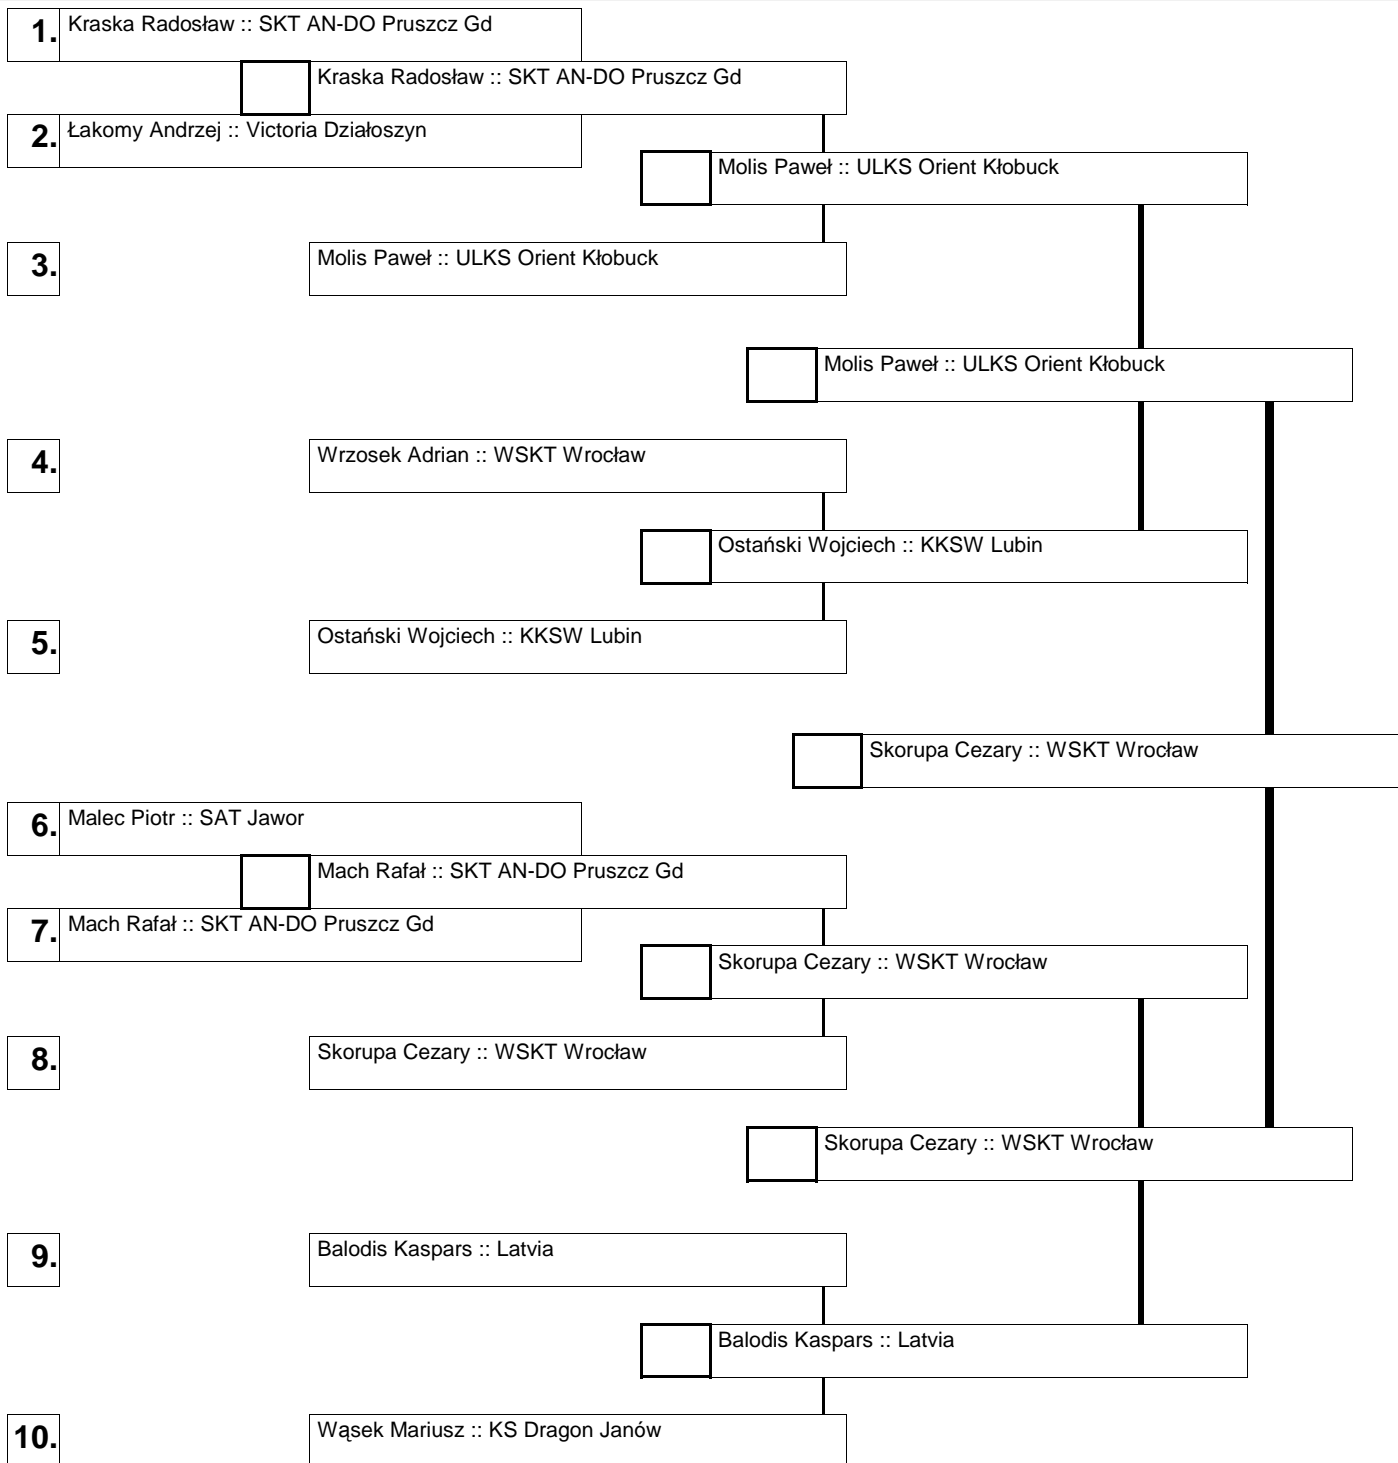 1. Kraska Radosław :: SKT AN-DO Pruszcz Gd
Kraska Radosław :: SKT AN-DO Pruszcz Gd
2. Łakomy Andrzej :: Victoria Działoszyn
Molis Paweł :: ULKS Orient Kłobuck
3. Molis Paweł :: ULKS Orient Kłobuck
Molis Paweł :: ULKS Orient Kłobuck
4. Wrzosek Adrian :: WSKT Wrocław
Ostański Wojciech :: KKSW Lubin
5. Ostański Wojciech :: KKSW Lubin
Skorupa Cezary :: WSKT Wrocław
6. Malec Piotr :: SAT Jawor
Mach Rafał :: SKT AN-DO Pruszcz Gd
7. Mach Rafał :: SKT AN-DO Pruszcz Gd
Skorupa Cezary :: WSKT Wrocław
8. Skorupa Cezary :: WSKT Wrocław
Skorupa Cezary :: WSKT Wrocław
9. Balodis Kaspars :: Latvia
Balodis Kaspars :: Latvia
10. Wąsek Mariusz :: KS Dragon Janów